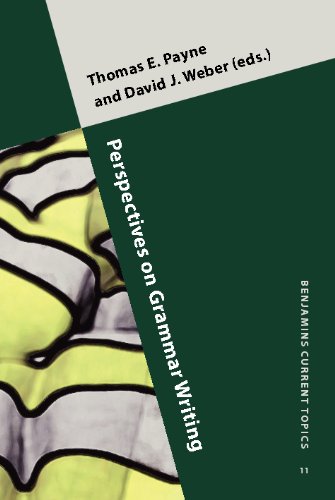 Thomas E. Payne
and David J. Weber (eds.)
Perspectives on Grammar Writing
BENJAMINS CURRENT TOPICS
11